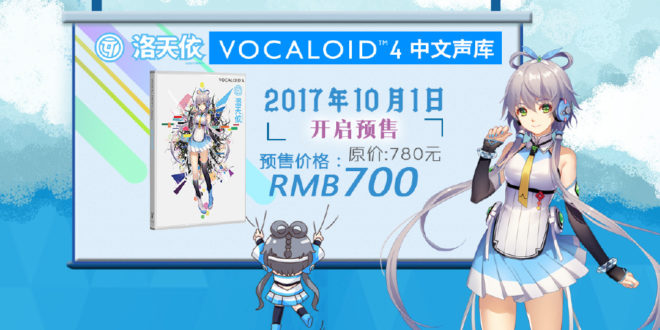 洛天依 VOCALOID™4 中文声库
VOCALOID 4
洛天依
2017年10月1日
开启预售
预售价格：原价:780元
RMB700